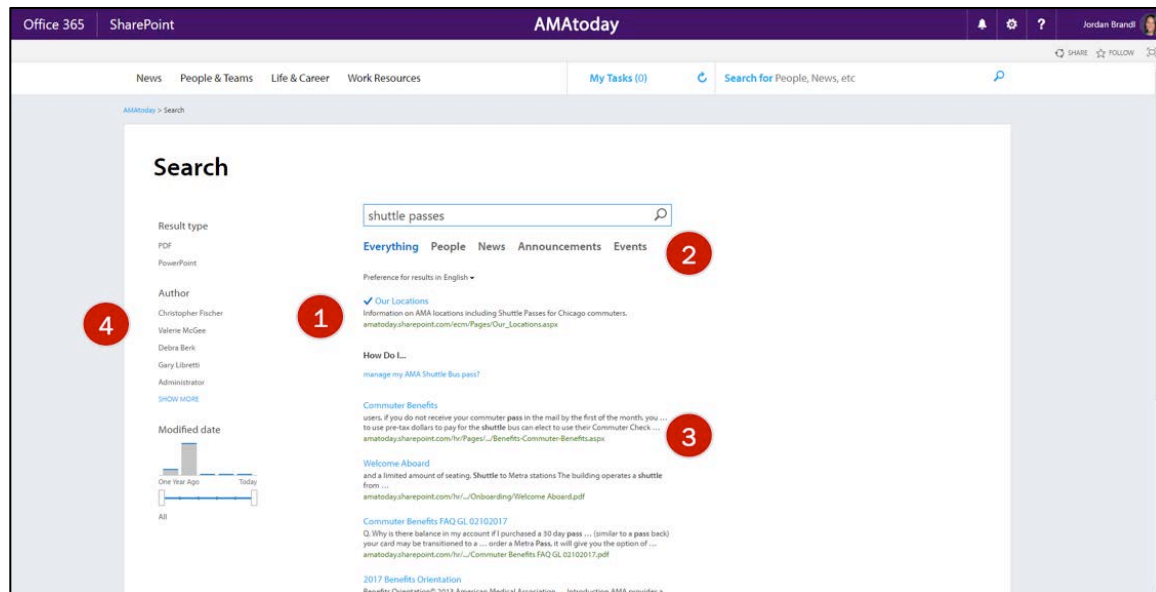 Office 365 SharePoint AMAtoday ? Jordan Brandl
SHARE FOLLOW
News People & Teams Life & Career Work Resources My Tasks (0) Search for People, News, etc
AMAtoday > Search
Search
shuttle passes
Everything People News Announcements Events
2
Preference for results in English
1
Our Locations
Information on AMA locations including Shuttle Passes for Chicago commuters.
amatoday.sharepoint.com/ecm/Pages/Our_Locations.aspx
How Do I...
manage my AMA Shuttle Bus pass?
Commuter Benefits
users, if you do not receive your commuter pass in the mail by the first of the month, you ...
to use pre-tax dollars to pay for the shuttle bus can elect to use their Commuter Check ...
amatoday.sharepoint.com/hr/Pages/.../Benefits-Commuter-Benefits.aspx
3
Welcome Aboard
and a limited amount of seating. Shuttle to Metra stations The building operates a shuttle
from ...
amatoday.sharepoint.com/hr/.../Onboarding/Welcome Aboard.pdf
Commuter Benefits FAQ GL 02102017
Q. Why is there balance in my account if I purchased a 30 day pass ... (similar to a pass back)
your card may be transitioned to a ... order a Metra Pass, it will give you the option of ...
amatoday.sharepoint.com/hr/.../Commuter Benefits FAQ GL 02102017.pdf
2017 Benefits Orientation
Benefits Orientation© 2013 American Medical Association ... Introduction AMA provides a
Result type
PDF
PowerPoint
Author
4
Christopher Fischer
Valerie McGee
Debra Berk
Gary Libretti
Administrator
SHOW MORE
Modified date
One Year Ago Today
All